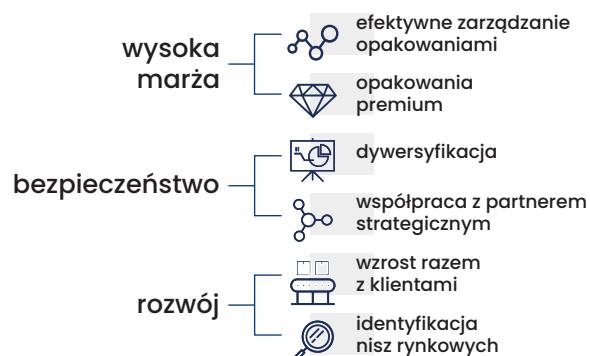 wysoka
marża
efektywne zarządzanie
opakowaniami
opakowania
premium
bezpieczeństwo
dywersyfikacja
współpraca z partnerem
strategicznym
rozwój
wzrost razem
z klientami
identyfikacja
nisz rynkowych